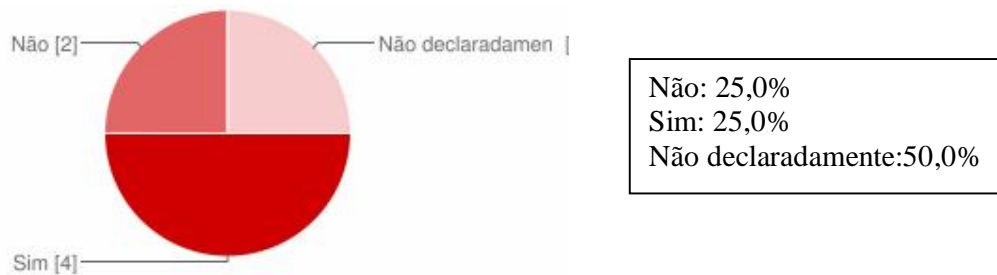 Não [2]
Não declaradamen [
Sim [4]
Não: 25,0%
Sim: 25,0%
Não declaradamente:50,0%